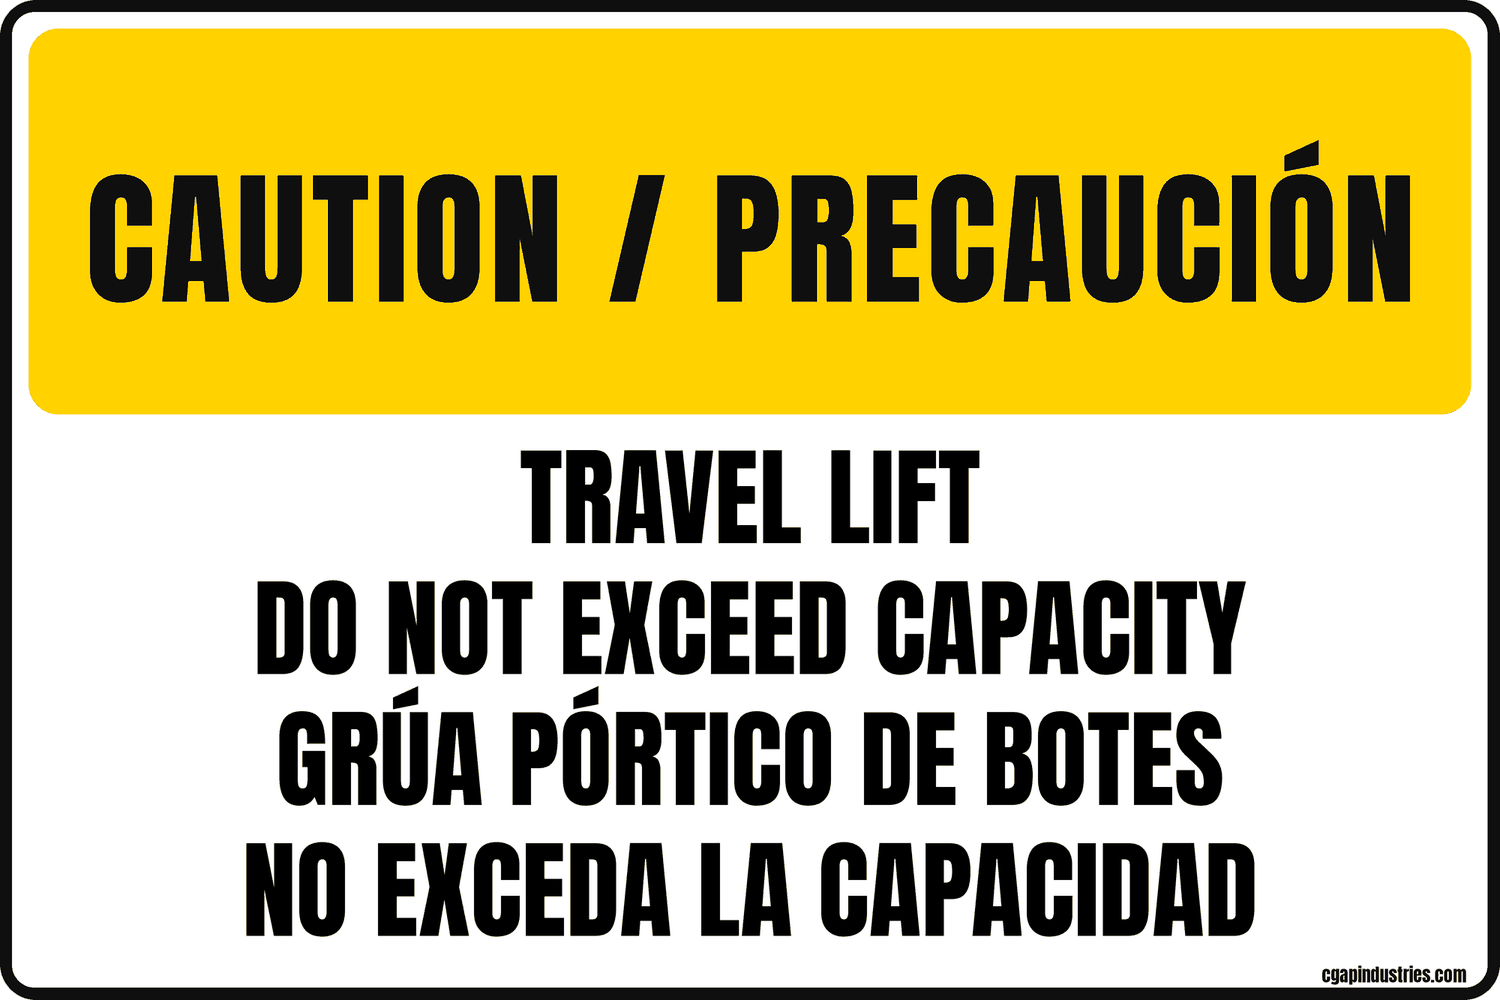 CAUTION / PRECAUCIÓN
TRAVEL LIFT
DO NOT EXCEED CAPACITY
GRÚA PÓRTICO DE BOTES
NO EXCEDA LA CAPACIDAD
cgapindustries.com